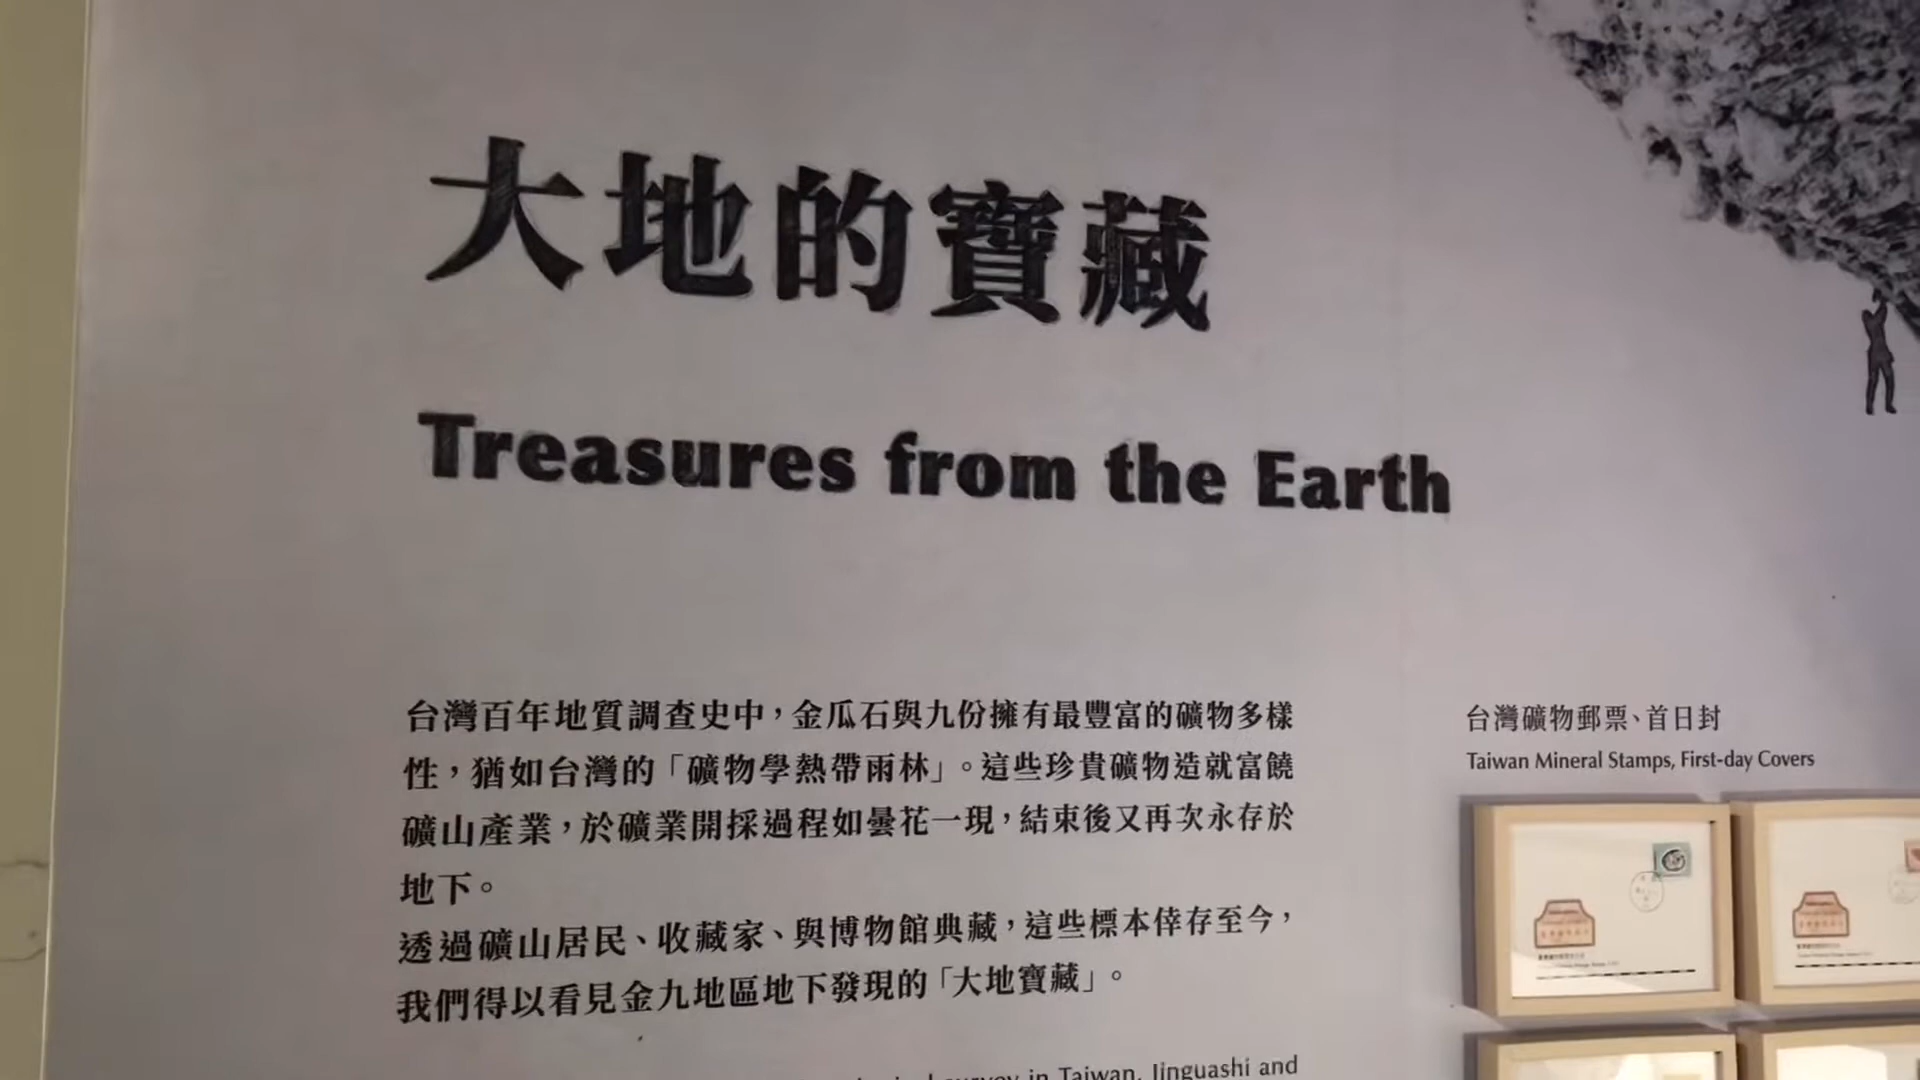 大地的寶藏
Treasures from the Earth
台灣百年地質調查史中，金瓜石與九份擁有最豐富的礦物多樣
性，猶如台灣的「礦物學熱帶雨林」。這些珍貴礦物造就富饒
礦山產業，於礦業開採過程如曇花一現，結束後又再次永存於
地下。
透過礦山居民、收藏家、與博物館典藏，這些標本倖存至今，
我們得以看見金九地區地下發現的「大地寶藏」。
survey in Taiwan, Jinguashi and
台灣礦物郵票、首日封
Taiwan Mineral Stamps, First-day Covers